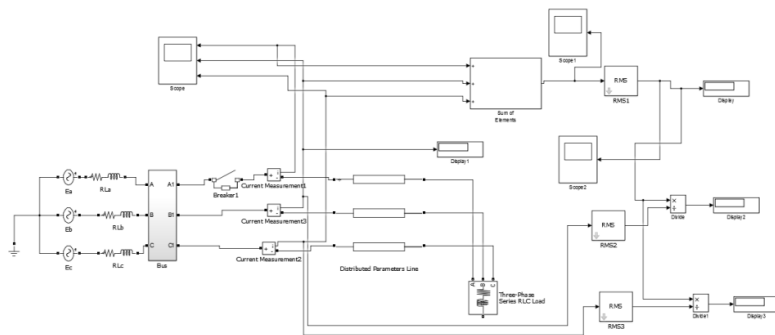 Scope1
Scope
RMS
Sum of
Elements
RMS1
Display
Display1
Scope2
Ea
RLa
A
A1
Breaker1
Current Measurement1
Eb
RLb
B
B1
Current Measurement3
RMS
Divide
Display2
Ec
RLc
C
C1
Bus
Current Measurement2
RMS2
Distributed Parameters Line
A B C
Three-Phase
Series RLC Load
RMS
RMS3
Divide1
Display3